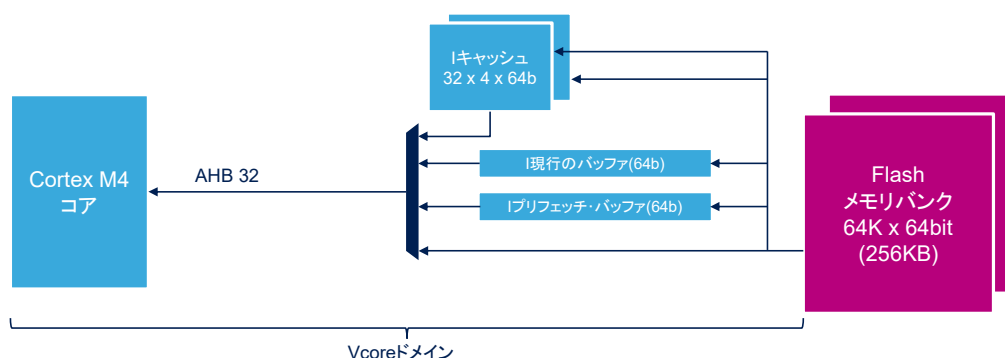 Iキャッシュ
32 x 4 x 64b
Cortex M4
コア
AHB 32
I現行のバッファ(64b)
Iプリフェッチ・バッファ(64b)
Flash
メモリバンク
64K x 64bit
(256KB)
Vcoreドメイン